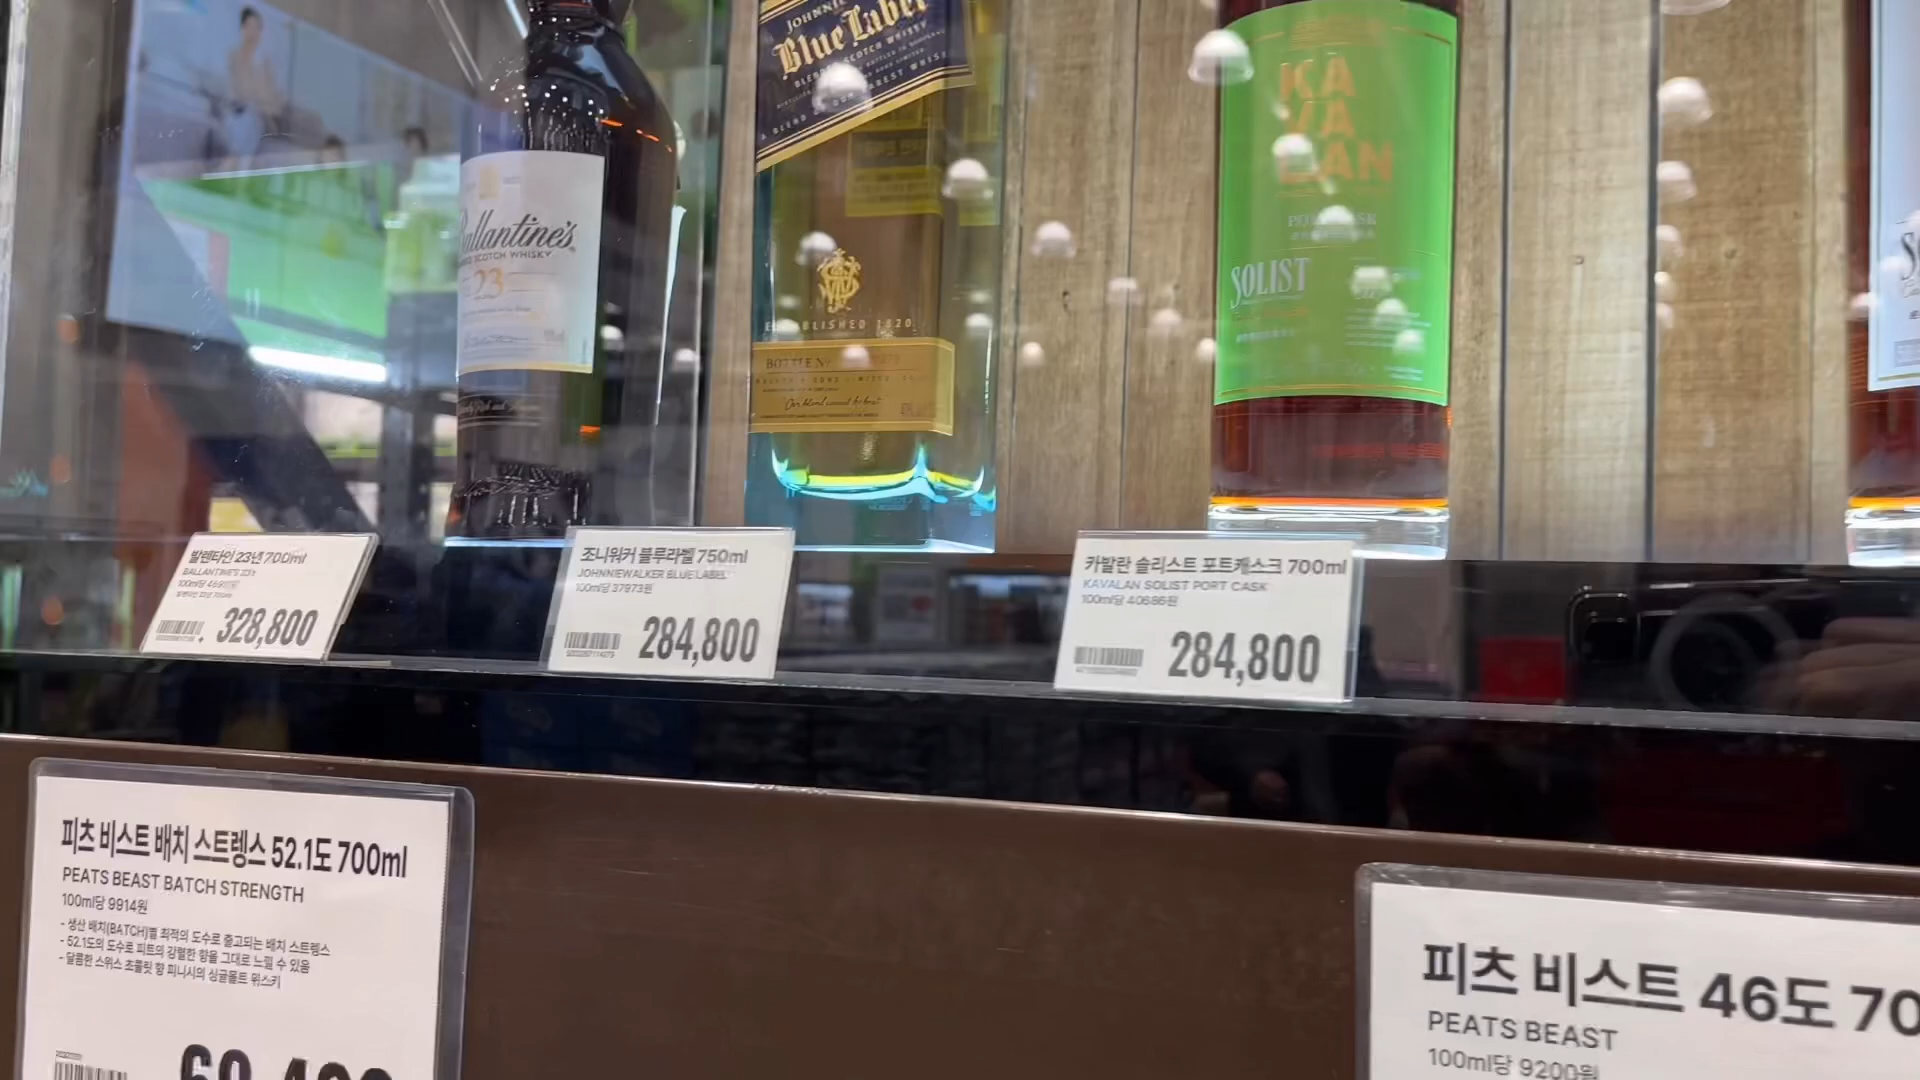 JOHNNIE
Blue Label
Ballantine's
SCOTCH WHISKY
23
ESTABLISHED 1820
BOTTLE No
KA
VA
LAN
SOLIST
발렌타인 23년 700ml
BALLANTINE'S 23
328,800
조니워커 블루라벨 750ml
JOHNNIEWALKER BLUE LABEL
100ml당 37973원
284,800
카발란 솔리스트 포트캐스크 700ml
KAVALAN SOLIST PORT CASK
100ml당 40686원
284,800
피츠 비스트 배치 스트렝스 52.1도 700ml
PEATS BEAST BATCH STRENGTH
100ml당 9914원
- 생산 배치(BATCH)별 최적의 도수로 출고되는 배치 스트렝스
- 52.1도의 도수로 피트의 강렬한 향을 그대로 느낄 수 있음
- 달콤한 스위스 초콜릿 향 피니시의 싱글몰트 위스키
피츠 비스트 46도 70
PEATS BEAST
100ml당 9200원